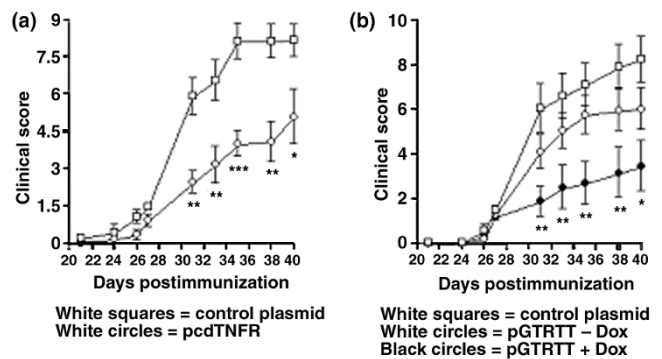 (a)
9
7.5
6
4.5
3
1.5
0
Clinical score
** ** *** ** *
20 22 24 26 28 30 32 34 36 38 40
Days postimmunization
White squares = control plasmid
White circles = pcdTNFR
(b)
10
8
6
4
2
0
Clinical score
** ** ** ** *
20 22 24 26 28 30 32 34 36 38 40
Days postimmunization
White squares = control plasmid
White circles = pGTRTT – Dox
Black circles = pGTRTT + Dox